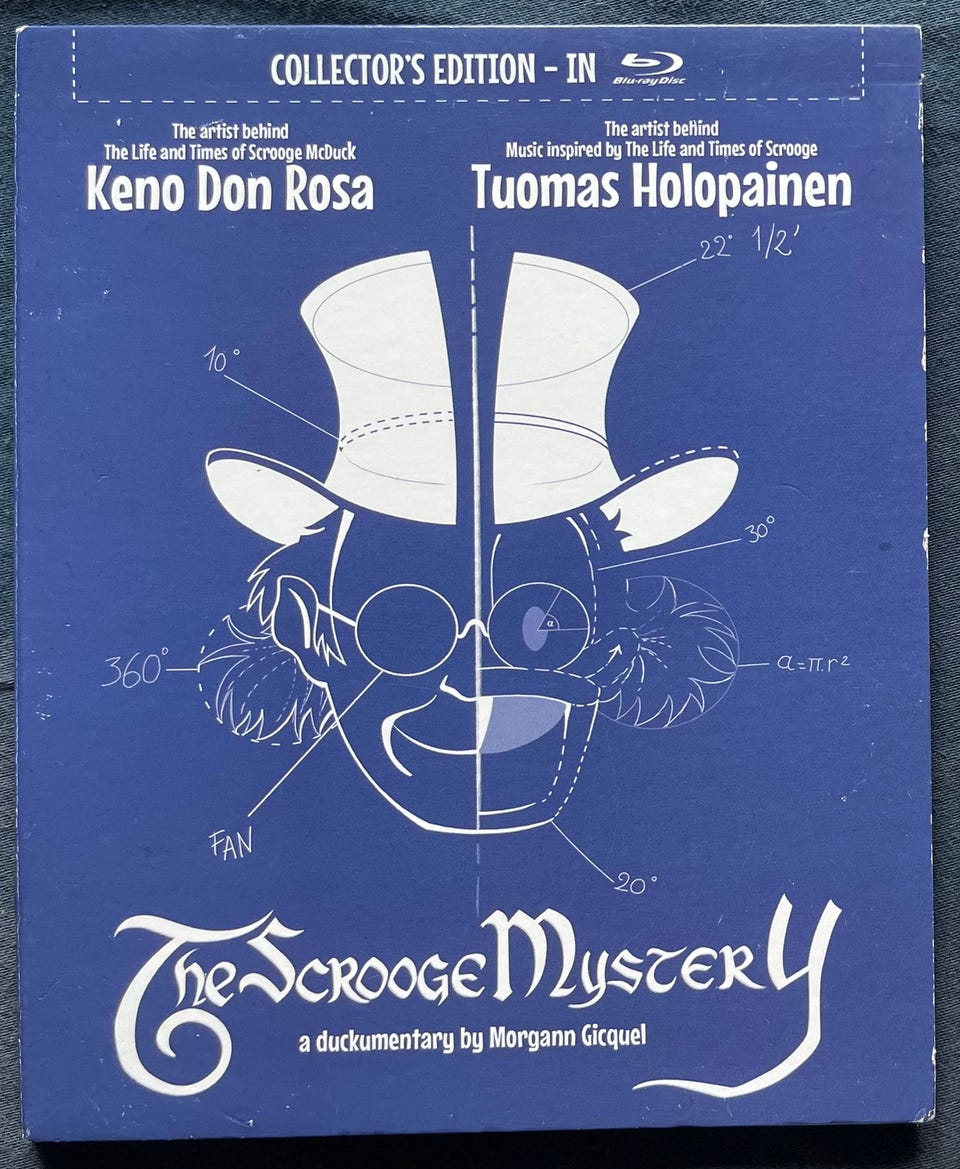 COLLECTOR'S EDITION - IN Blu-ray Disc
The artist behind
The Life and Times of Scrooge McDuck
Keno Don Rosa
The artist behind
Music inspired by The Life and Times of Scrooge
Tuomas Holopainen
22° 1/2'
10°
30°
α
360°
a=π.r²
FAN
20°
The Scrooge Mystery
a duckumentary by Morgann Gicquel